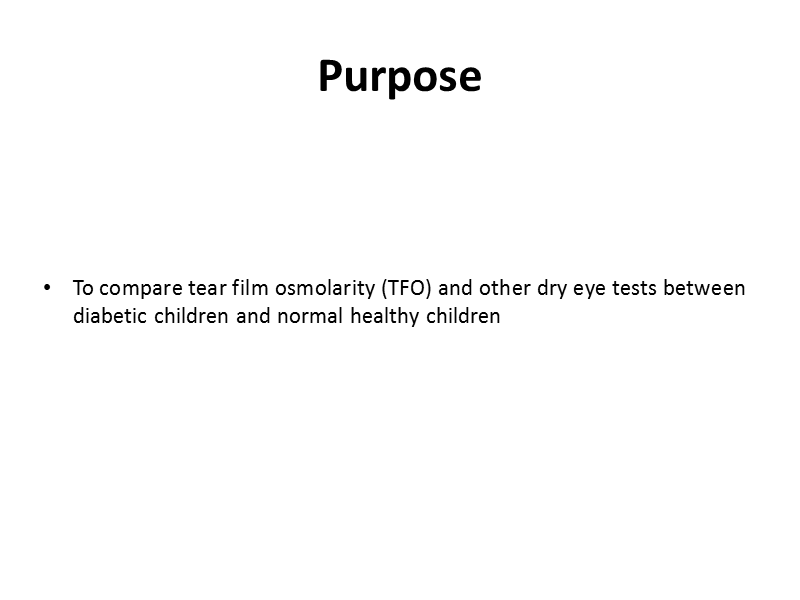 Purpose
• To compare tear film osmolarity (TFO) and other dry eye tests between
diabetic children and normal healthy children